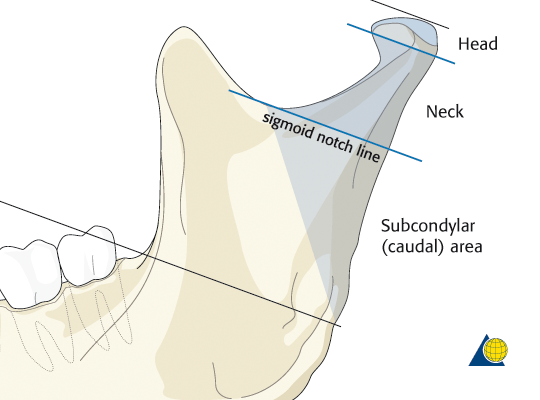 Head
Neck
sigmoid notch line
Subcondylar
(caudal) area